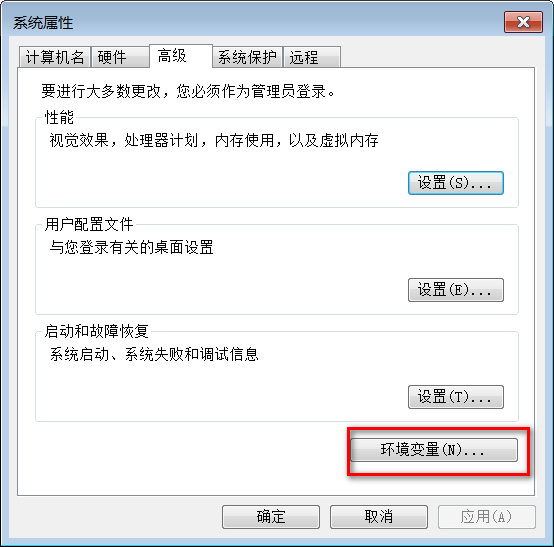 系统属性
计算机名 硬件 高级 系统保护 远程
要进行大多数更改，您必须作为管理员登录。
性能
视觉效果，处理器计划，内存使用，以及虚拟内存
设置(S)...
用户配置文件
与您登录有关的桌面设置
设置(E)...
启动和故障恢复
系统启动、系统失败和调试信息
设置(T)...
环境变量(N)...
确定 取消 应用(A)